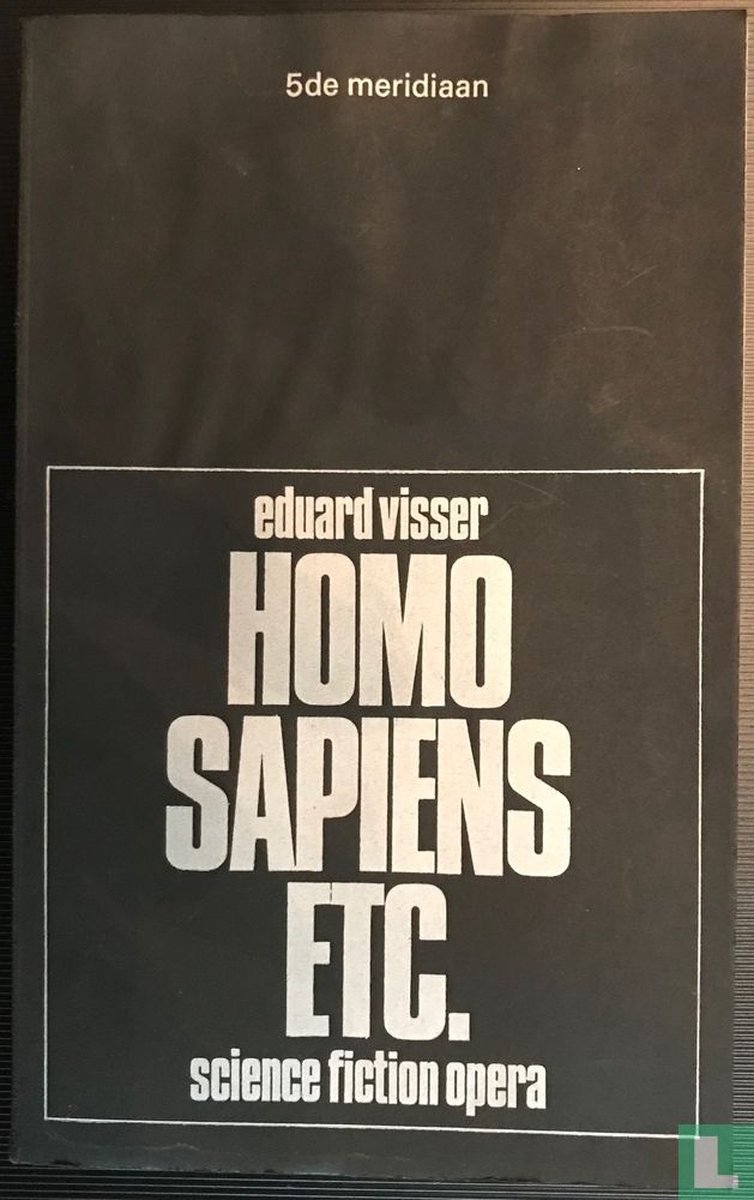 5de meridiaan
eduard visser
HOMO
SAPIENS
ETC.
science fiction opera
L